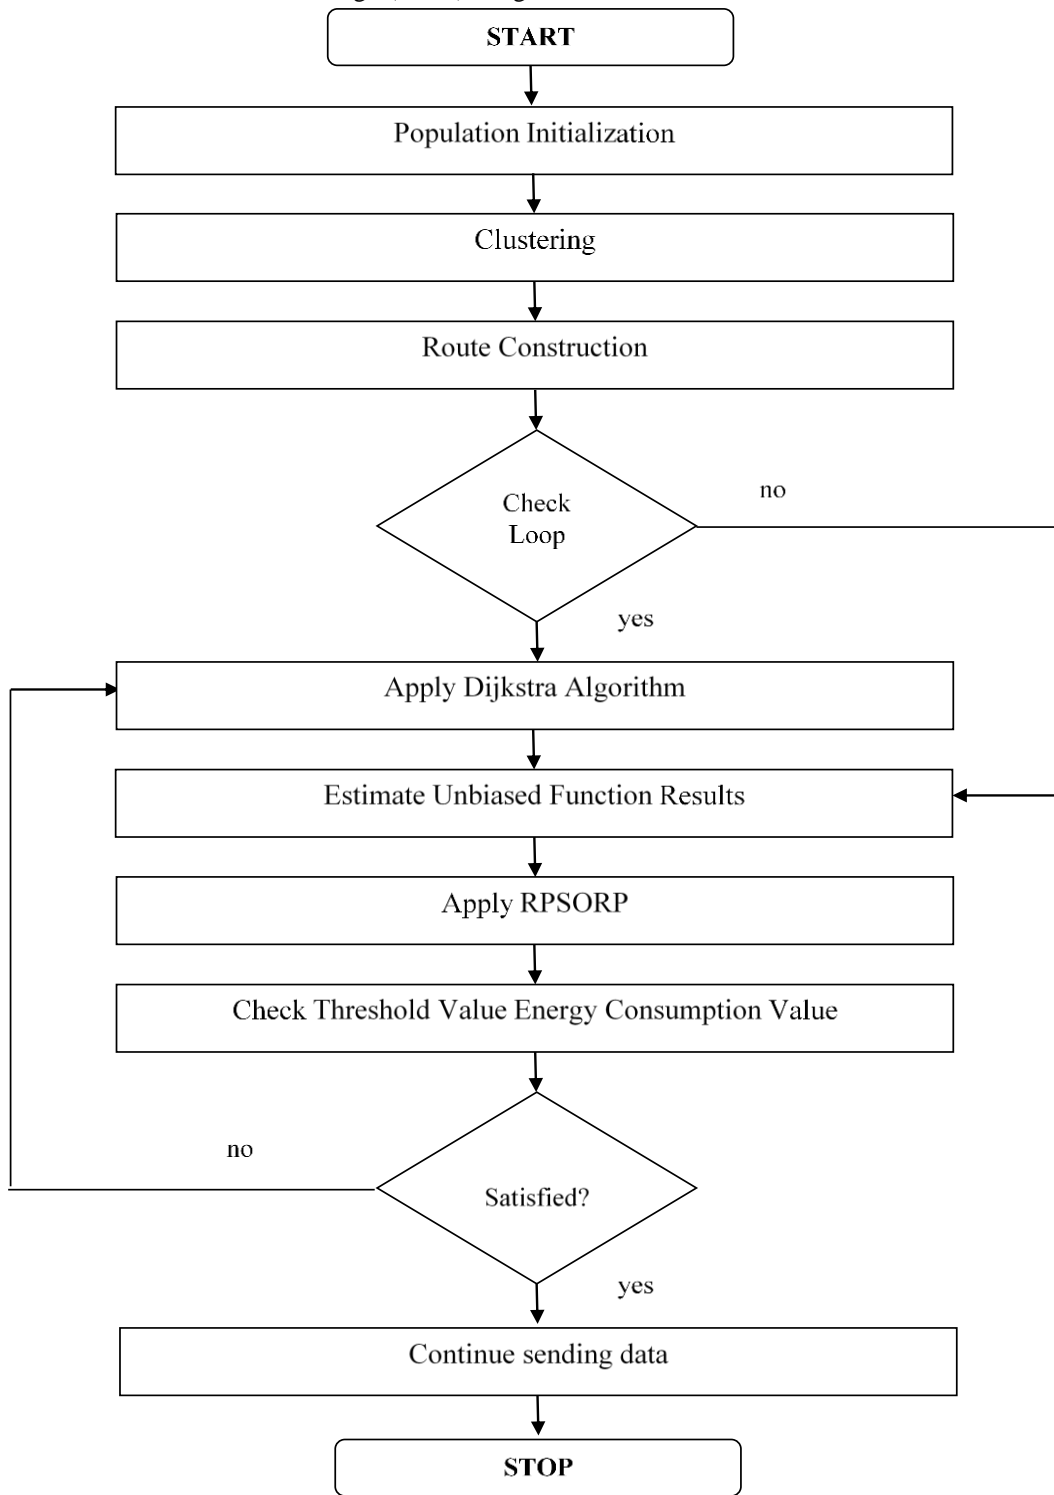 START
Population Initialization
Clustering
Route Construction
Check
Loop
no
yes
Apply Dijkstra Algorithm
Estimate Unbiased Function Results
Apply RPSORP
Check Threshold Value Energy Consumption Value
no
Satisfied?
yes
Continue sending data
STOP